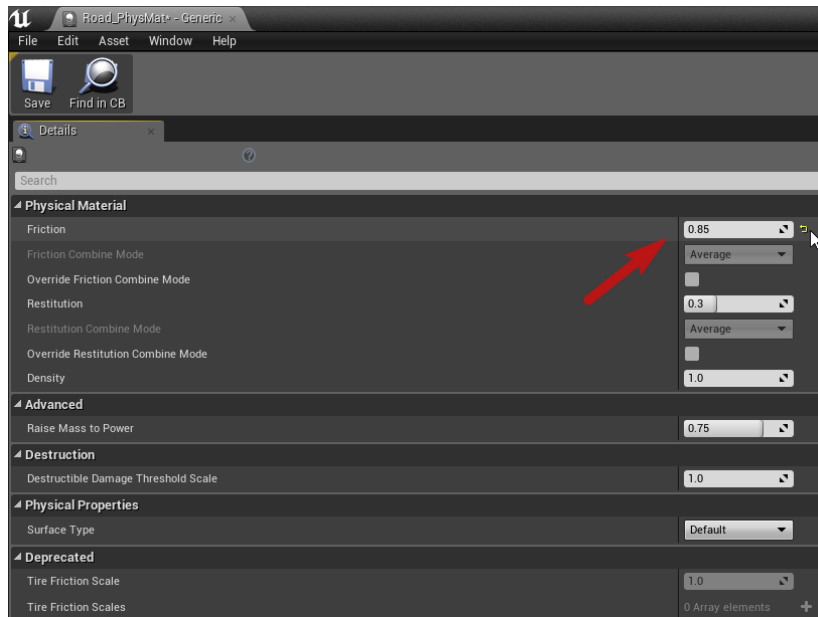 Road_PhysMat* - Generic
File Edit Asset Window Help
Save Find in CB
Details
Search
Physical Material
Friction 0.85
Friction Combine Mode Average
Override Friction Combine Mode
Restitution 0.3
Restitution Combine Mode Average
Override Restitution Combine Mode
Density 1.0
Advanced
Raise Mass to Power 0.75
Destruction
Destructible Damage Threshold Scale 1.0
Physical Properties
Surface Type Default
Deprecated
Tire Friction Scale 1.0
Tire Friction Scales 0 Array elements